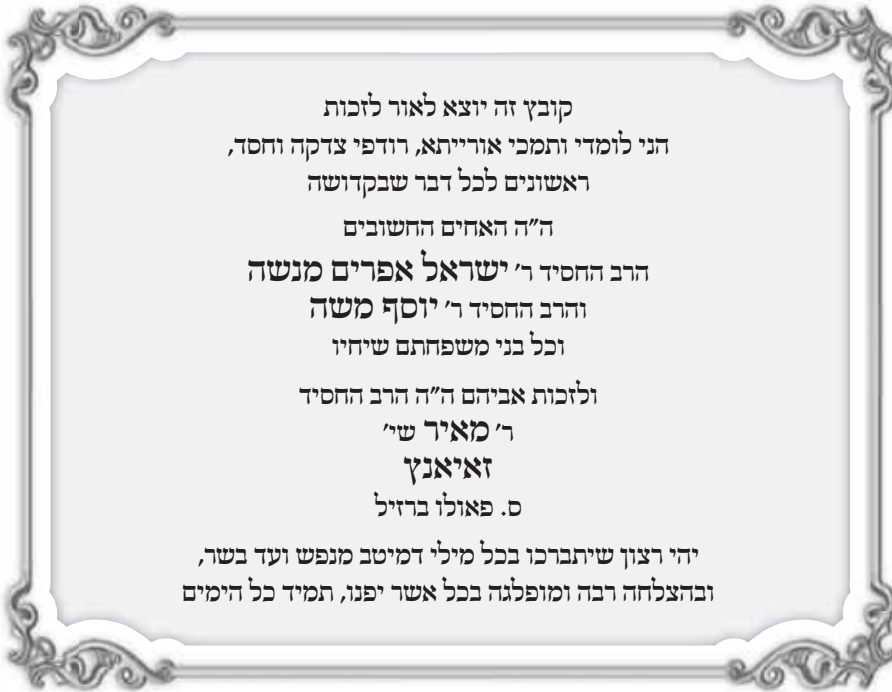 קובץ זה יוצא לאור לזכות
הני לומדי ותמכי אורייתא, רודפי צדקה וחסד,
ראשונים לכל דבר שבקדושה
ה״ה האחים החשובים
הרב החסיד ר׳ ישראל אפרים מנשה
והרב החסיד ר׳ יוסף משה
וכל בני משפחתם שיחיו
ולזכות אביהם ה״ה הרב החסיד
ר׳ מאיר שי׳
זאיאנץ
ס. פאולו ברזיל
יהי רצון שיתברכו בכל מילי דמיטב מנפש ועד בשר,
ובהצלחה רבה ומופלגה בכל אשר יפנו, תמיד כל הימים